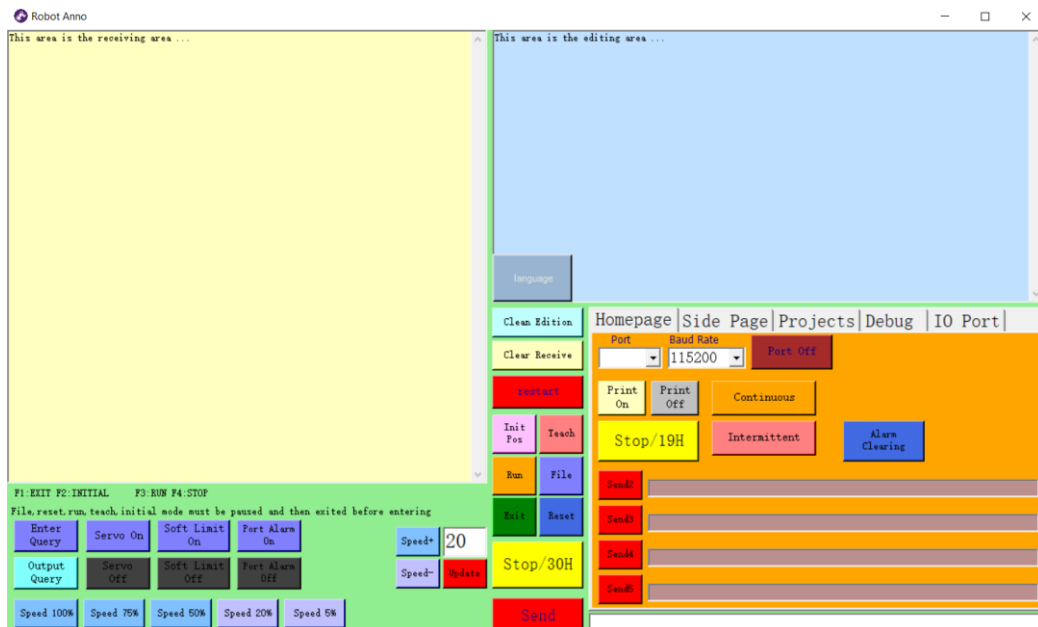 Robot Anno
This area is the receiving area ...
This area is the editing area ...
language
Clean Edition
Clear Receive
restart
Init Pos
Teach
Run
File
Exit
Reset
Stop/30H
Send
Homepage
Side Page
Projects
Debug
IO Port
Port
Baud Rate
115200
Port Off
Print On
Print Off
Continuous
Stop/19H
Intermittent
Alarm Clearing
Send2
Send3
Send4
Send5
F1:EXIT F2:INITIAL F3:RUN F4:STOP
File,reset,run,teach,initial mode must be paused and then exited before entering
Enter Query
Servo On
Soft Limit On
Port Alarm On
Speed+
20
Output Query
Servo Off
Soft Limit Off
Port Alarm Off
Speed-
Update
Speed 100%
Speed 75%
Speed 50%
Speed 20%
Speed 5%